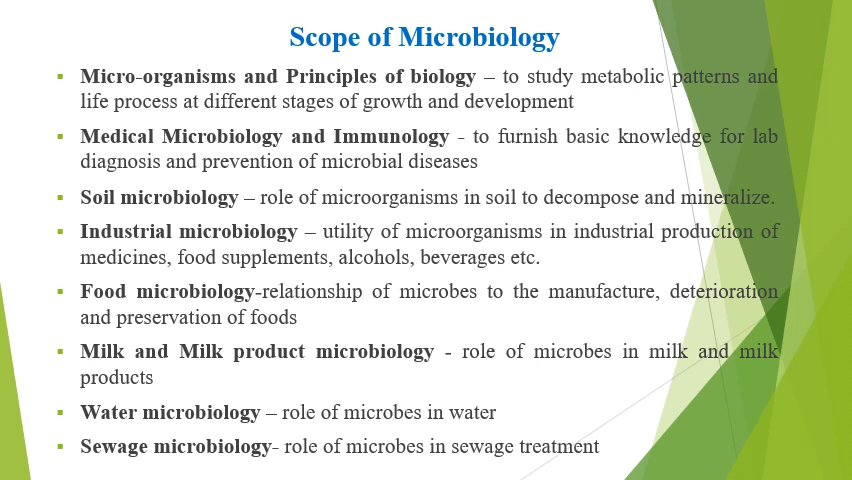 Scope of Microbiology
▪ Micro-organisms and Principles of biology – to study metabolic patterns and
life process at different stages of growth and development
▪ Medical Microbiology and Immunology - to furnish basic knowledge for lab
diagnosis and prevention of microbial diseases
▪ Soil microbiology – role of microorganisms in soil to decompose and mineralize.
▪ Industrial microbiology – utility of microorganisms in industrial production of
medicines, food supplements, alcohols, beverages etc.
▪ Food microbiology-relationship of microbes to the manufacture, deterioration
and preservation of foods
▪ Milk and Milk product microbiology - role of microbes in milk and milk
products
▪ Water microbiology – role of microbes in water
▪ Sewage microbiology- role of microbes in sewage treatment